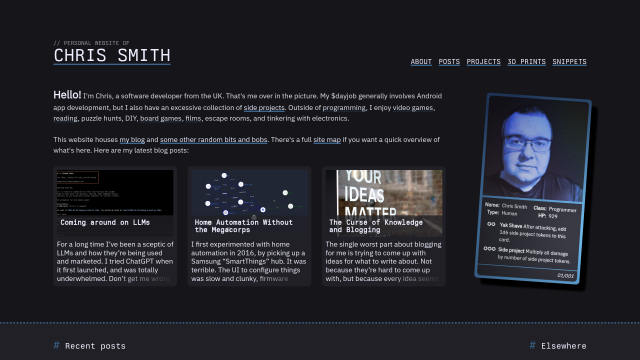 // PERSONAL WEBSITE OF
CHRIS SMITH
ABOUT POSTS PROJECTS 3D PRINTS SNIPPETS
Hello! I'm Chris, a software developer from the UK. That's me over in the picture. My $dayjob generally involves Android
app development, but I also have an excessive collection of side projects. Outside of programming, I enjoy video games,
reading, puzzle hunts, DIY, board games, films, escape rooms, and tinkering with electronics.
This website houses my blog and some other random bits and bobs. There's a full site map if you want a quick overview of
what's here. Here are my latest blog posts:
Coming around on LLMs
For a long time I've been a sceptic of
LLMs and how they're being used
and marketed. I tried ChatGPT when
it first launched, and was totally
underwhelmed. Don't get me wrong
Home Automation Without
the Megacorps
I first experimented with home
automation in 2016, by picking up a
Samsung "SmartThings" hub. It was
terrible. The UI to configure things
was slow and clunky, firmware
YOUR
IDEAS
MATTER
The Curse of Knowledge
and Blogging
The single worst part about blogging
for me is trying to come up with
ideas for what to write about. Not
because they're hard to come up
with, but because every idea seems
Name: Chris Smith Class: Programmer
Type: Human HP: 929
Yak Shave After attacking, add
1d6 side project tokens to this
card.
Side project Multiply all damage
by number of side project tokens.
01/001
# Recent posts
# Elsewhere